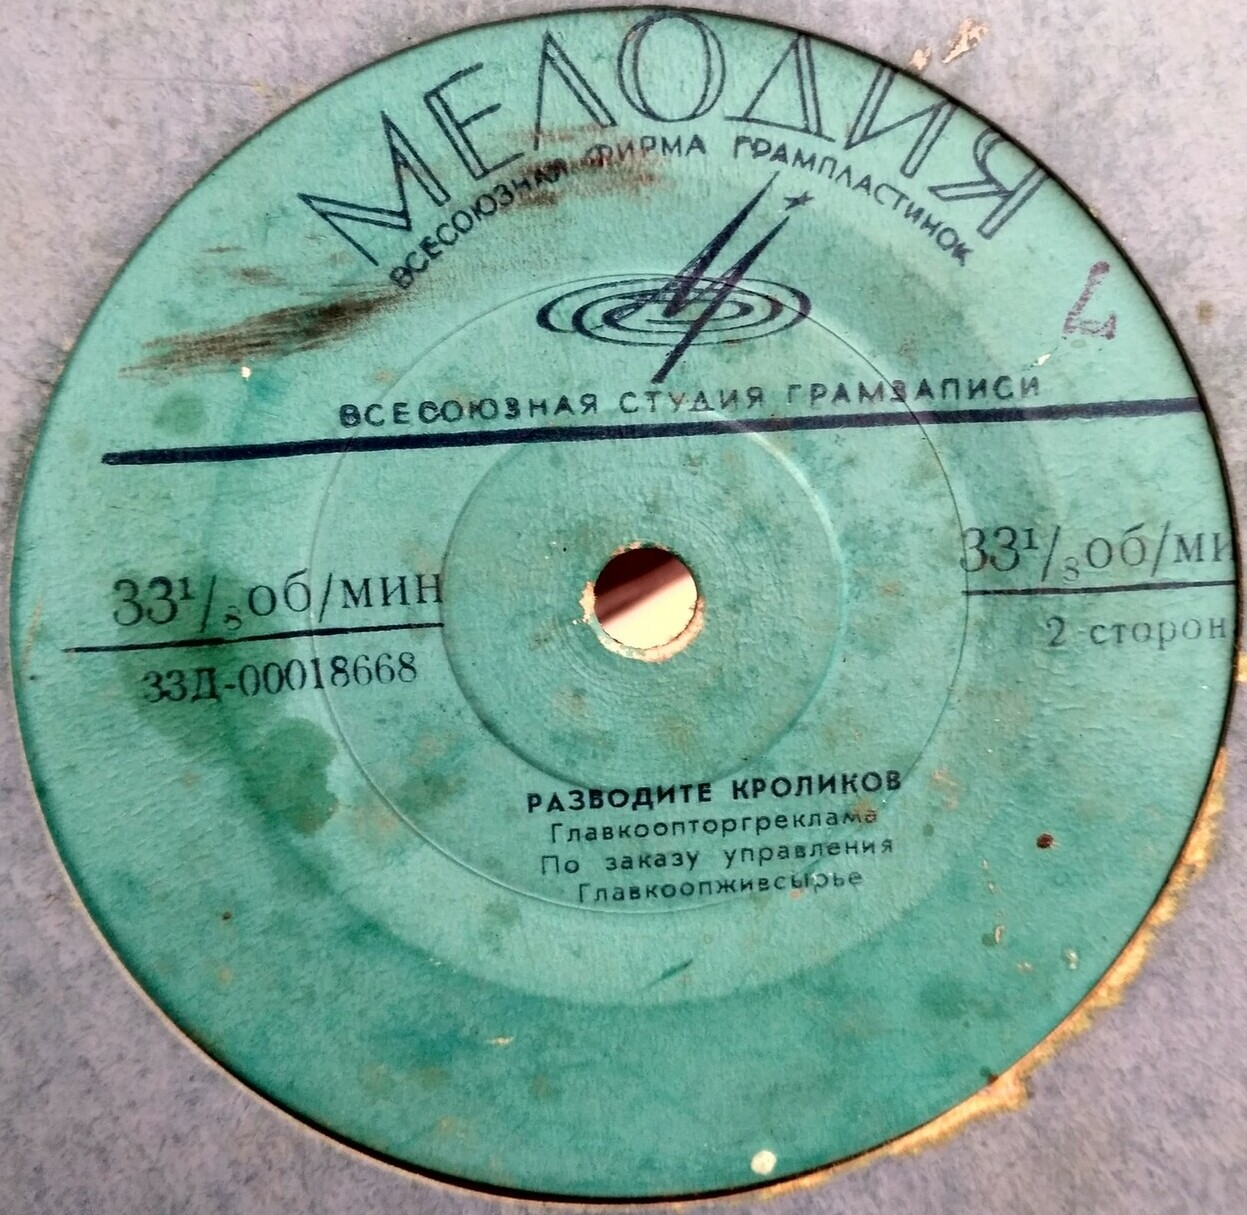 МЕЛОДИЯ
ВСЕСОЮЗНАЯ ФИРМА ГРАМПЛАСТИНОК
ВСЕСОЮЗНАЯ СТУДИЯ ГРАМЗАПИСИ
33¹/₃об/мин
33Д-00018668
33¹/₃об/ми
2 сторон
РАЗВОДИТЕ КРОЛИКОВ
Главкоопторгреклама
По заказу управления
Главкоопживсырье